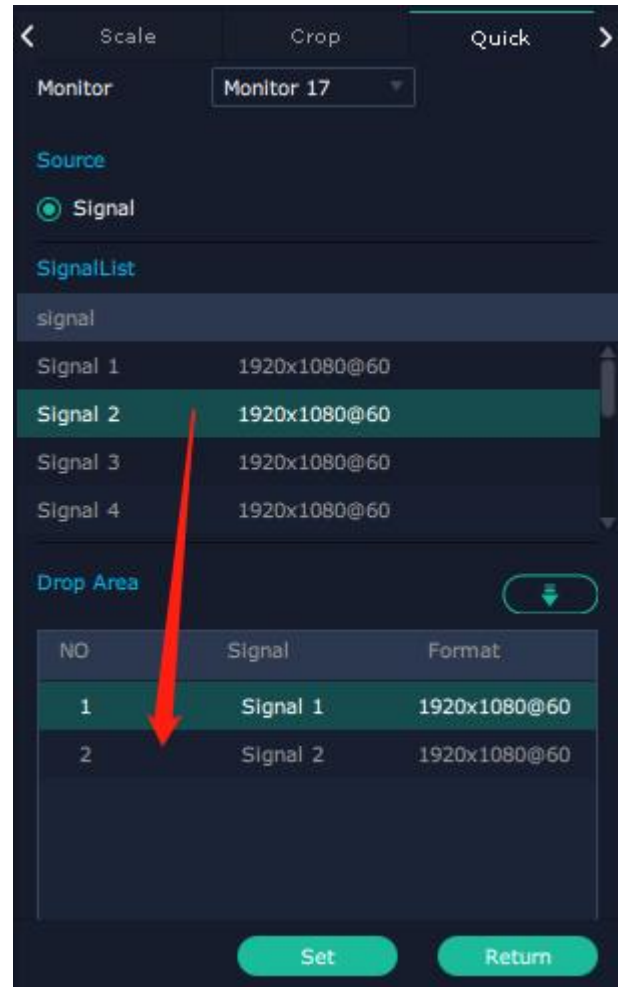 Scale Crop Quick
Monitor Monitor 17
Source
Signal
SignalList
signal
Signal 1 1920x1080@60
Signal 2 1920x1080@60
Signal 3 1920x1080@60
Signal 4 1920x1080@60
Drop Area
NO Signal Format
1 Signal 1 1920x1080@60
2 Signal 2 1920x1080@60
Set Return